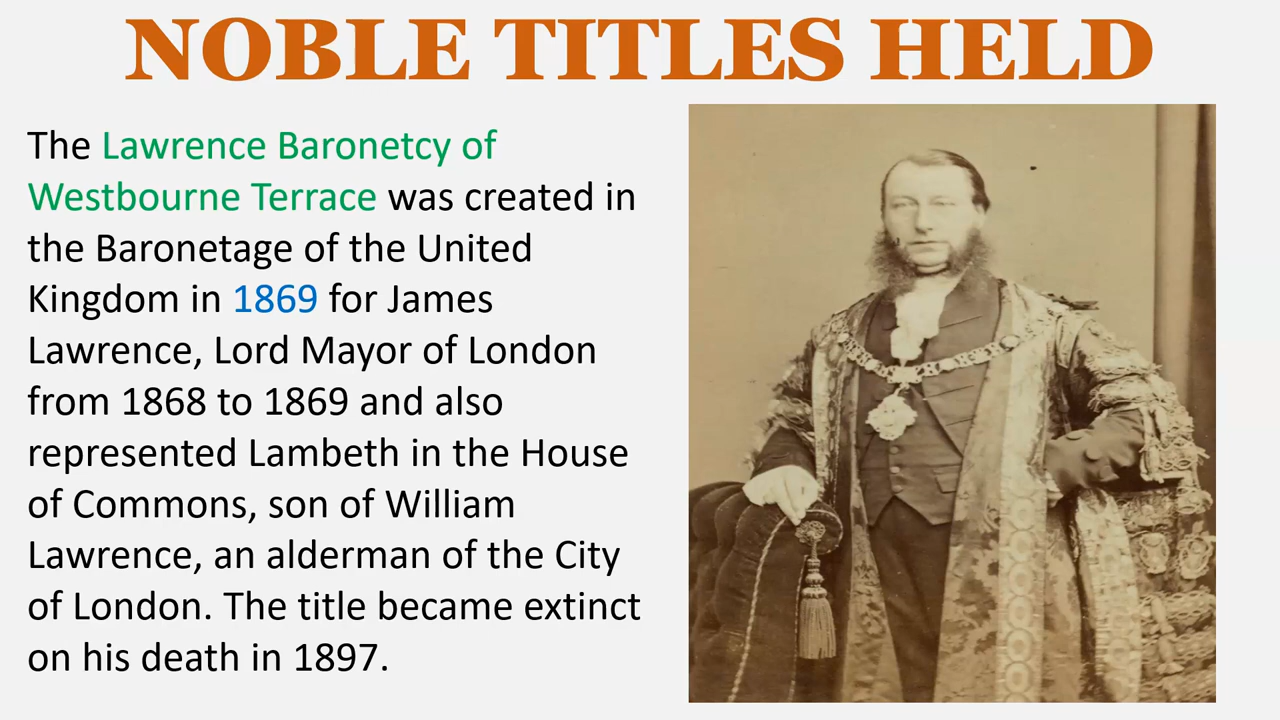 NOBLE TITLES HELD
The Lawrence Baronetcy of
Westbourne Terrace was created in
the Baronetage of the United
Kingdom in 1869 for James
Lawrence, Lord Mayor of London
from 1868 to 1869 and also
represented Lambeth in the House
of Commons, son of William
Lawrence, an alderman of the City
of London. The title became extinct
on his death in 1897.